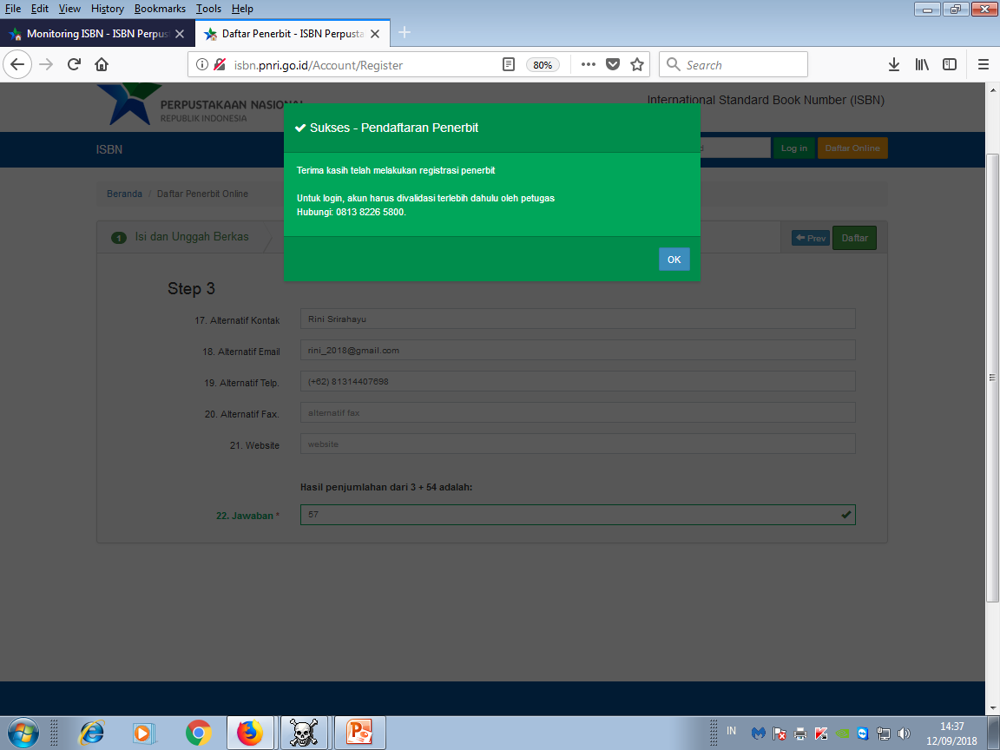 File Edit View History Bookmarks Tools Help
Monitoring ISBN - ISBN Perpus
Daftar Penerbit - ISBN Perpusta
isbn.pnri.go.id/Account/Register
80%
Search
PERPUSTAKAAN NASIONAL
REPUBLIK INDONESIA
International Standard Book Number (ISBN)
ISBN
Log in
Daftar Online
Sukses - Pendaftaran Penerbit
Terima kasih telah melakukan registrasi penerbit
Untuk login, akun harus divalidasi terlebih dahulu oleh petugas
Hubungi: 0813 8226 5800.
OK
Beranda / Daftar Penerbit Online
1 Isi dan Unggah Berkas
Prev
Daftar
Step 3
17. Alternatif Kontak Rini Srirahayu
18. Alternatif Email rini_2018@gmail.com
19. Alternatif Telp. (+62) 81314407698
20. Alternatif Fax. alternatif fax
21. Website website
Hasil penjumlahan dari 3 + 54 adalah:
22. Jawaban * 57
IN
14:37
12/09/2018